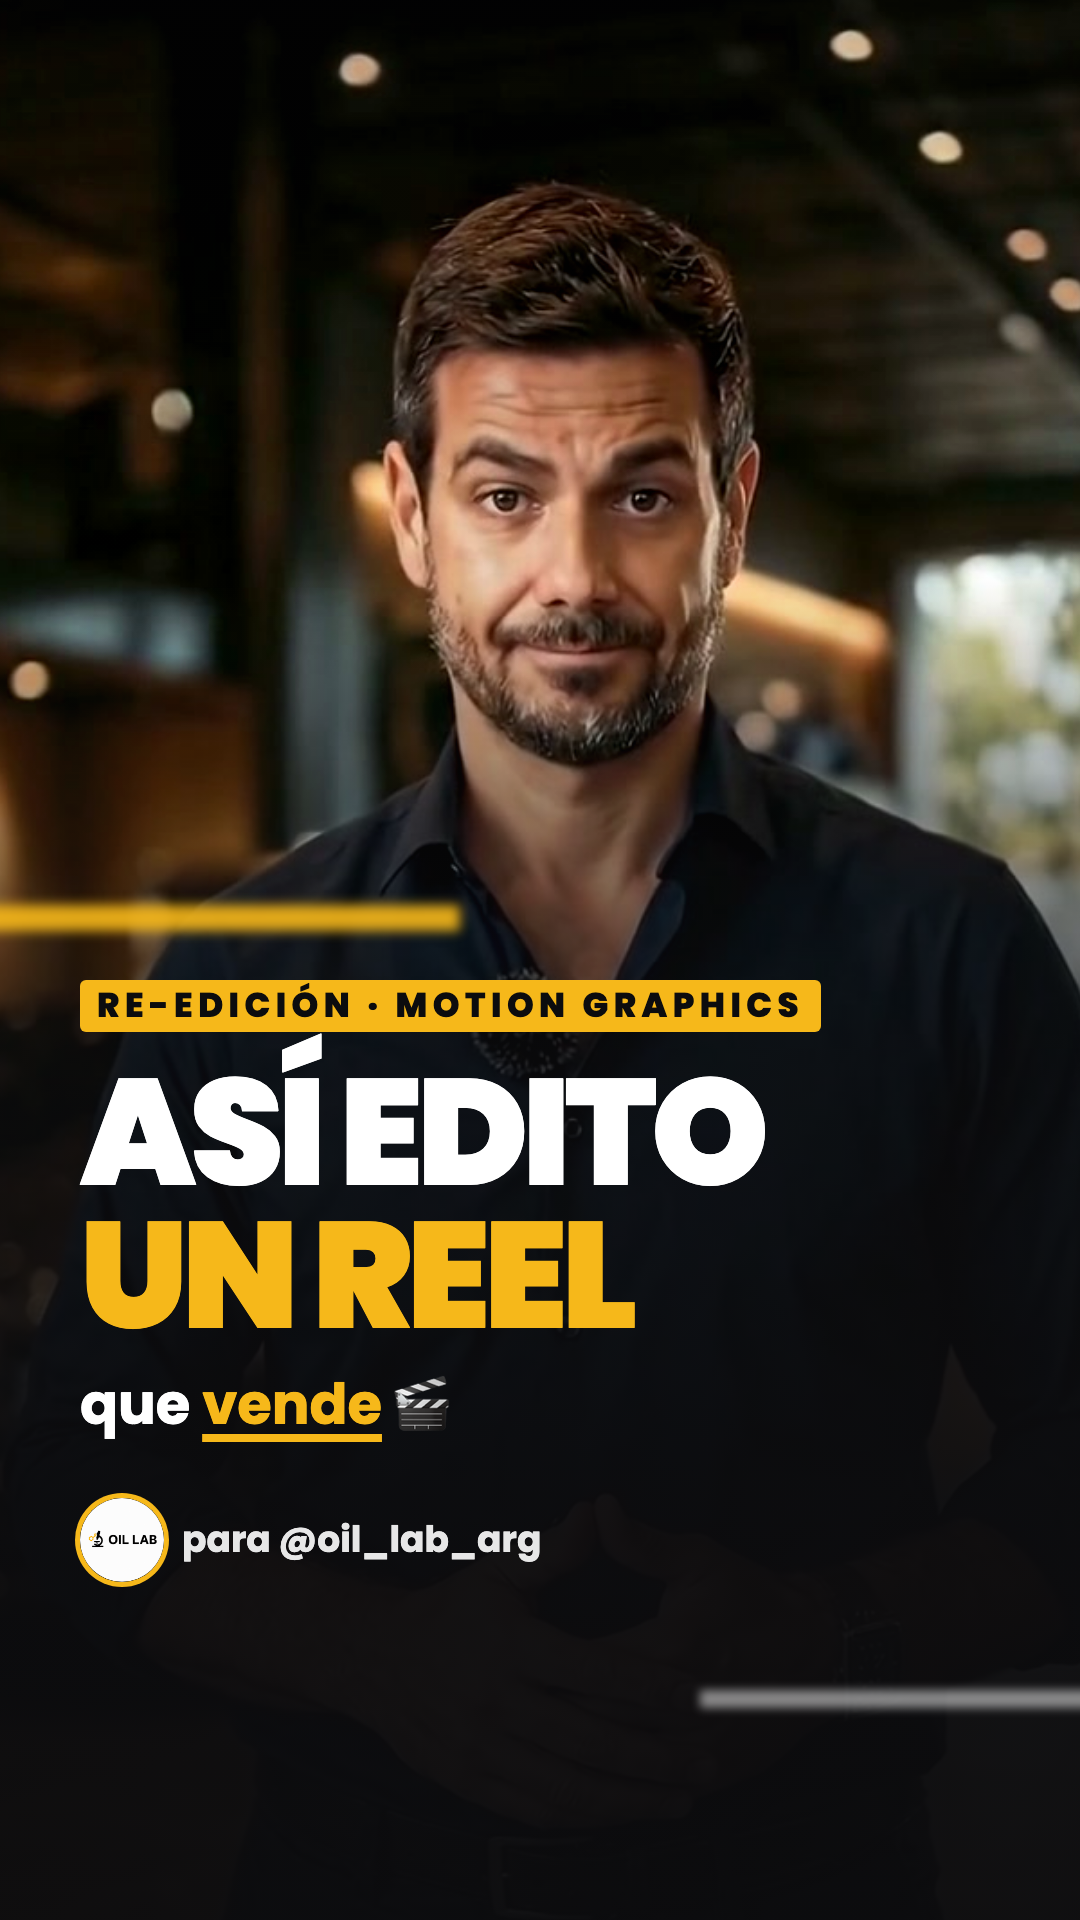 RE-EDICIÓN · MOTION GRAPHICS
ASÍ EDITO
UN REEL
que vende 🎬
OIL LAB
para @oil_lab_arg